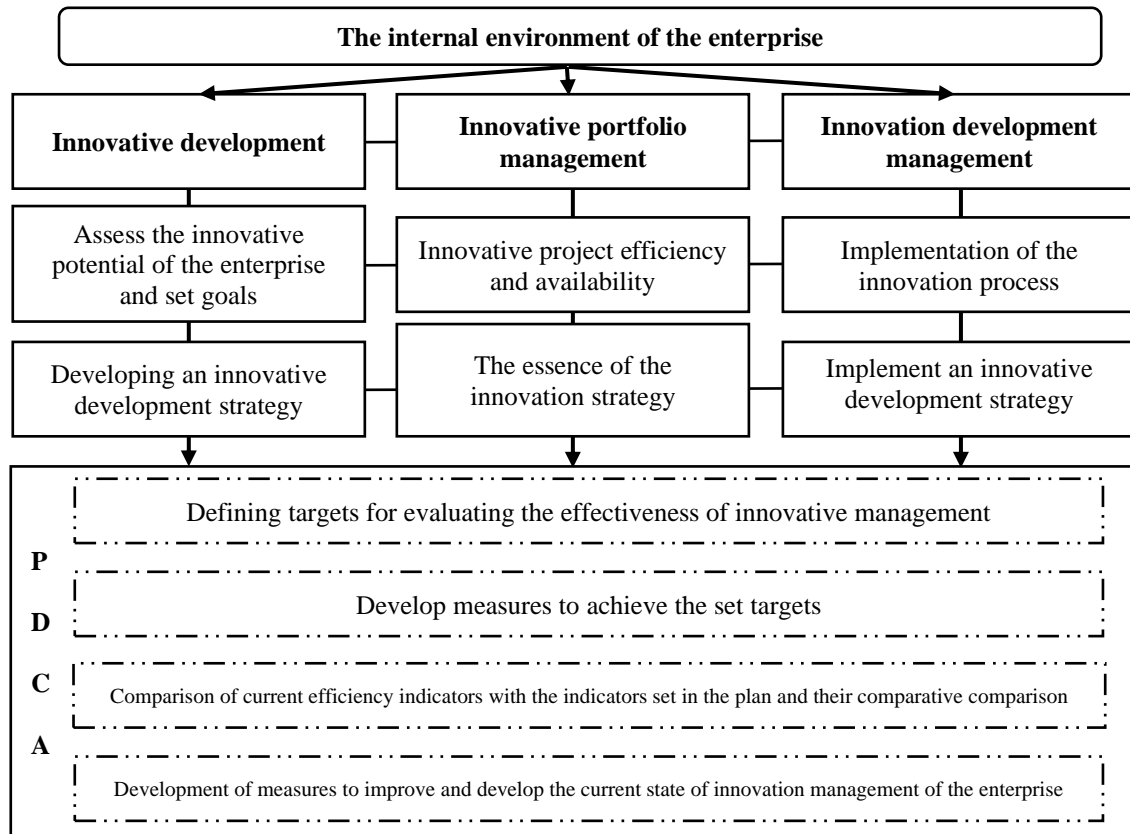 The internal environment of the enterprise
Innovative development
Innovative portfolio
management
Innovation development
management
Assess the innovative
potential of the enterprise
and set goals
Innovative project efficiency
and availability
Implementation of the
innovation process
Developing an innovative
development strategy
The essence of the
innovation strategy
Implement an innovative
development strategy
Defining targets for evaluating the effectiveness of innovative management
P
D
Develop measures to achieve the set targets
C
Comparison of current efficiency indicators with the indicators set in the plan and their comparative comparison
A
Development of measures to improve and develop the current state of innovation management of the enterprise